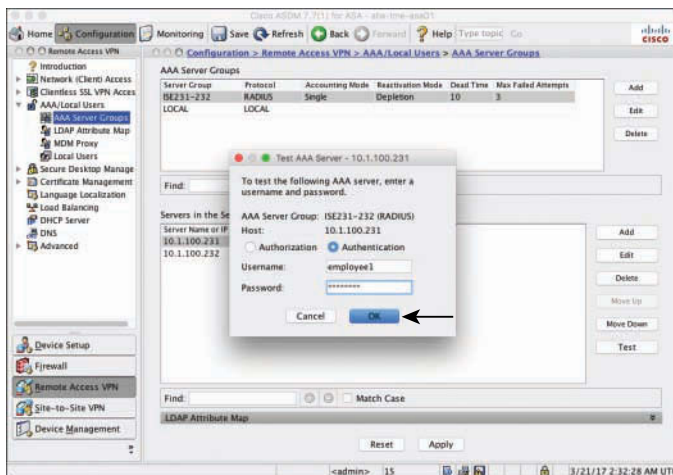 Cisco ASDM 7.7(1) for ASA - atw-tme-asa01
Home Configuration Monitoring Save Refresh Back Forward Help Type topic Go
CISCO
Remote Access VPN
Configuration > Remote Access VPN > AAA/Local Users > AAA Server Groups
Introduction
Network (Client) Access
Clientless SSL VPN Acces
AAA/Local Users
AAA Server Groups
LDAP Attribute Map
MDM Proxy
Local Users
Secure Desktop Manage
Certificate Management
Language Localization
Load Balancing
DHCP Server
DNS
Advanced
Device Setup
Firewall
Remote Access VPN
Site-to-Site VPN
Device Management
AAA Server Groups
Server Group Protocol Accounting Mode Reactivation Mode Dead Time Max Failed Attempts
ISE231-232 RADIUS Single Depletion 10 3
LOCAL LOCAL
Add
Edit
Delete
Find:
Servers in the Se
Server Name or IP
10.1.100.231
10.1.100.232
Add
Edit
Delete
Move Up
Move Down
Test
Test AAA Server - 10.1.100.231
To test the following AAA server, enter a
username and password.
AAA Server Group: ISE231-232 (RADIUS)
Host: 10.1.100.231
Authorization Authentication
Username: employee1
Password: ********
Cancel OK
Find: Match Case
LDAP Attribute Map
Reset Apply
<admin> 15 3/21/17 2:32:28 AM UT